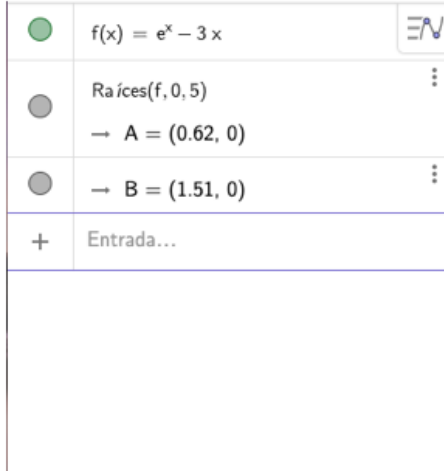 f(x) = eˣ − 3 x
Raíces(f, 0, 5)
→ A = (0.62, 0)
→ B = (1.51, 0)
+ Entrada...